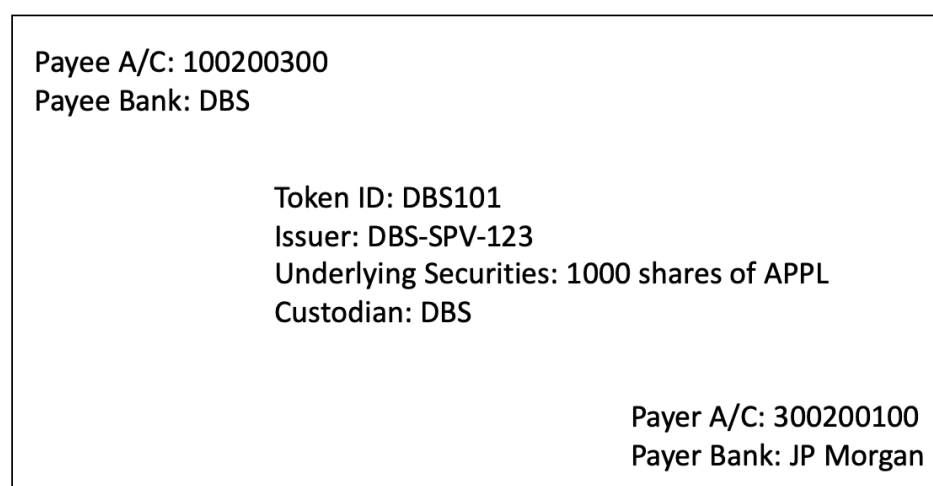 Payee A/C: 100200300
Payee Bank: DBS
Token ID: DBS101
Issuer: DBS-SPV-123
Underlying Securities: 1000 shares of APPL
Custodian: DBS
Payer A/C: 300200100
Payer Bank: JP Morgan